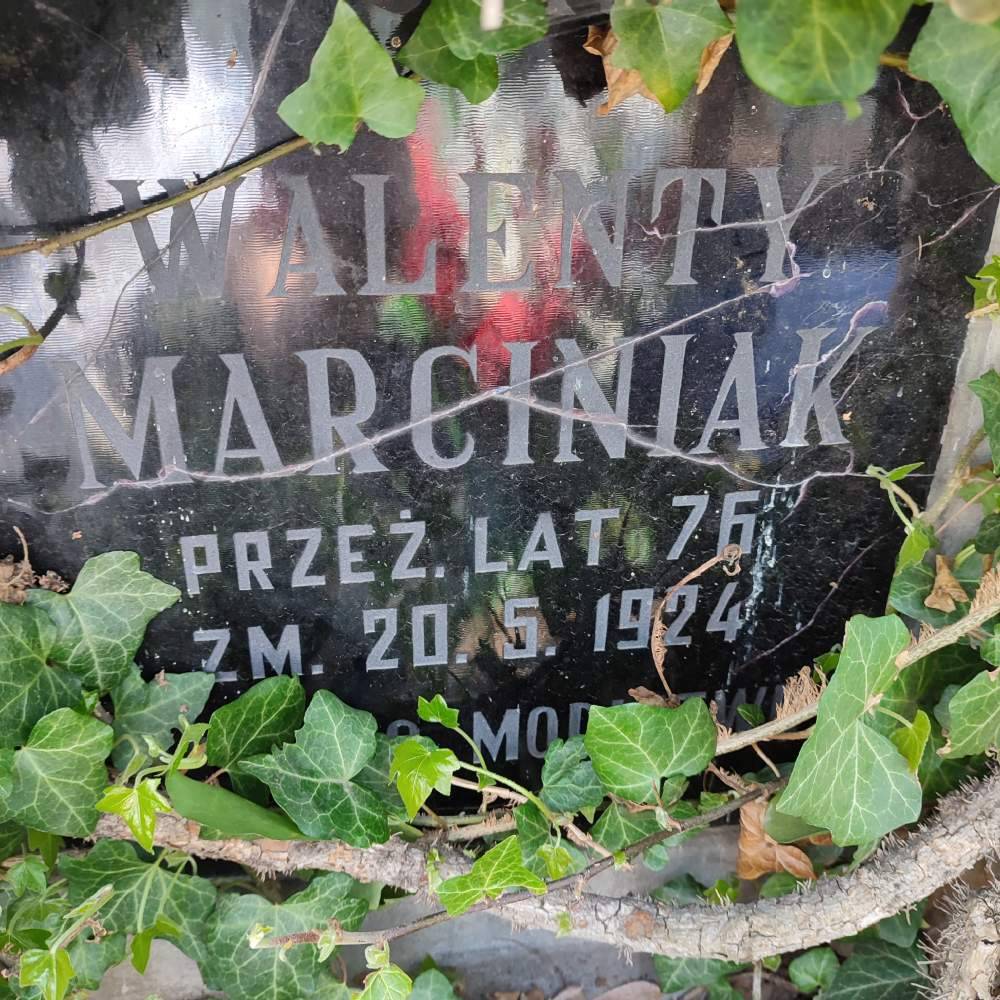 WALENTY
MARCINIAK
PRZEŻ. LAT 76
ZM. 20. 5. 1924